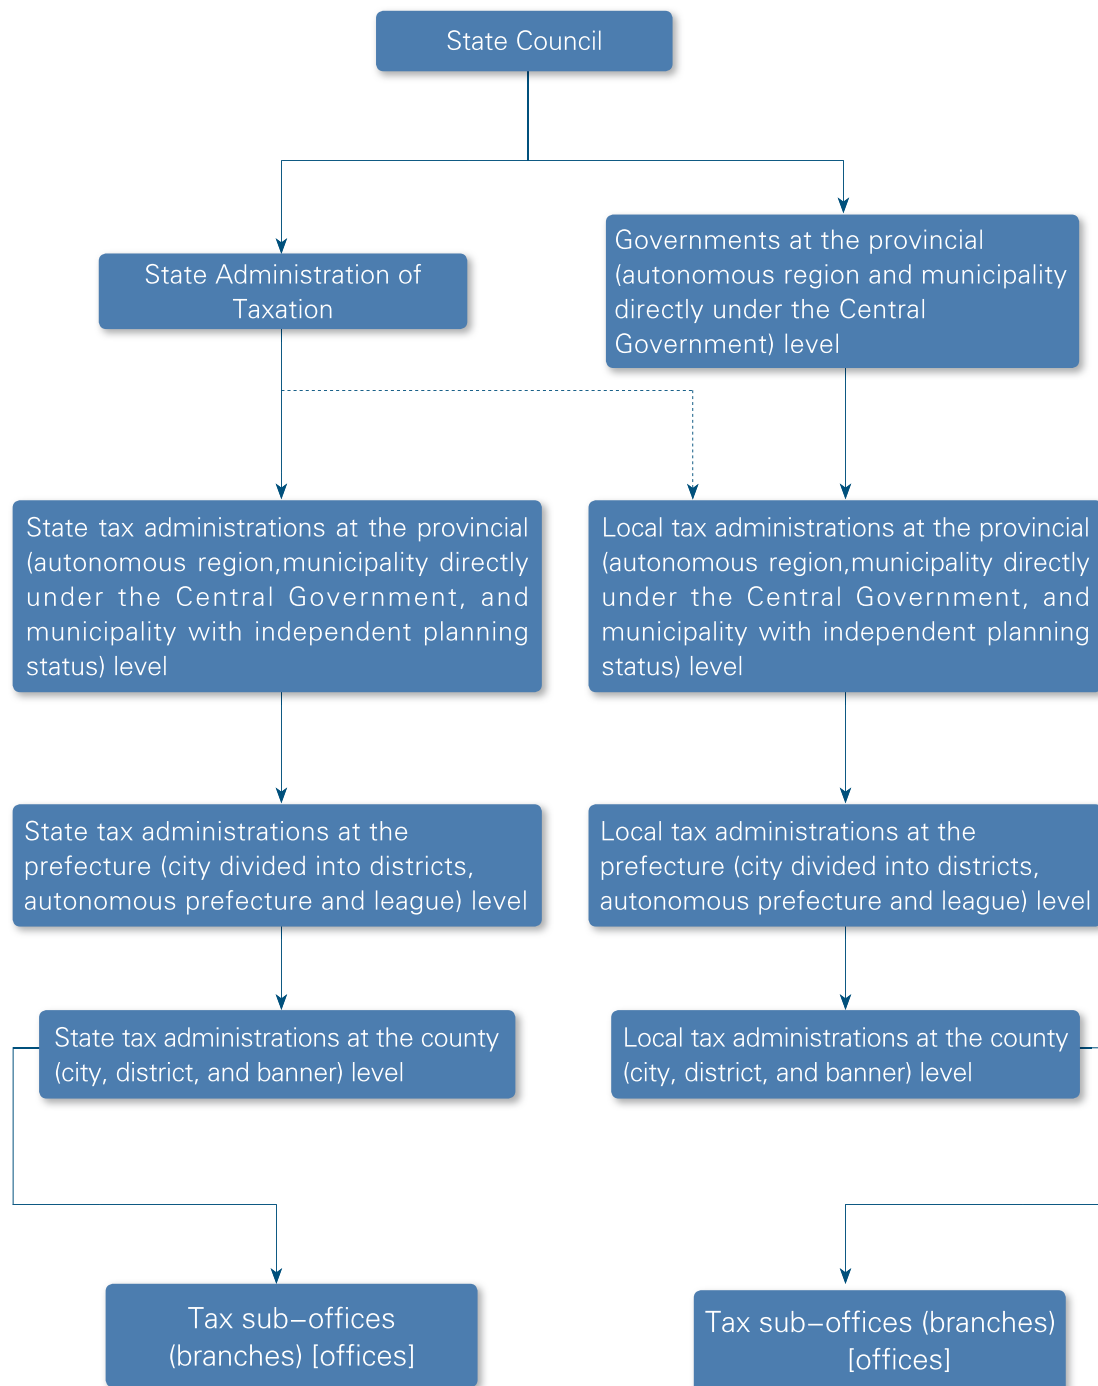 State Council
State Administration of
Taxation
Governments at the provincial
(autonomous region and municipality
directly under the Central
Government) level
State tax administrations at the provincial
(autonomous region,municipality directly
under the Central Government, and
municipality with independent planning
status) level
Local tax administrations at the provincial
(autonomous region,municipality directly
under the Central Government, and
municipality with independent planning
status) level
State tax administrations at the
prefecture (city divided into districts,
autonomous prefecture and league) level
Local tax administrations at the
prefecture (city divided into districts,
autonomous prefecture and league) level
State tax administrations at the county
(city, district, and banner) level
Local tax administrations at the county
(city, district, and banner) level
Tax sub–offices
(branches) [offices]
Tax sub–offices (branches)
[offices]